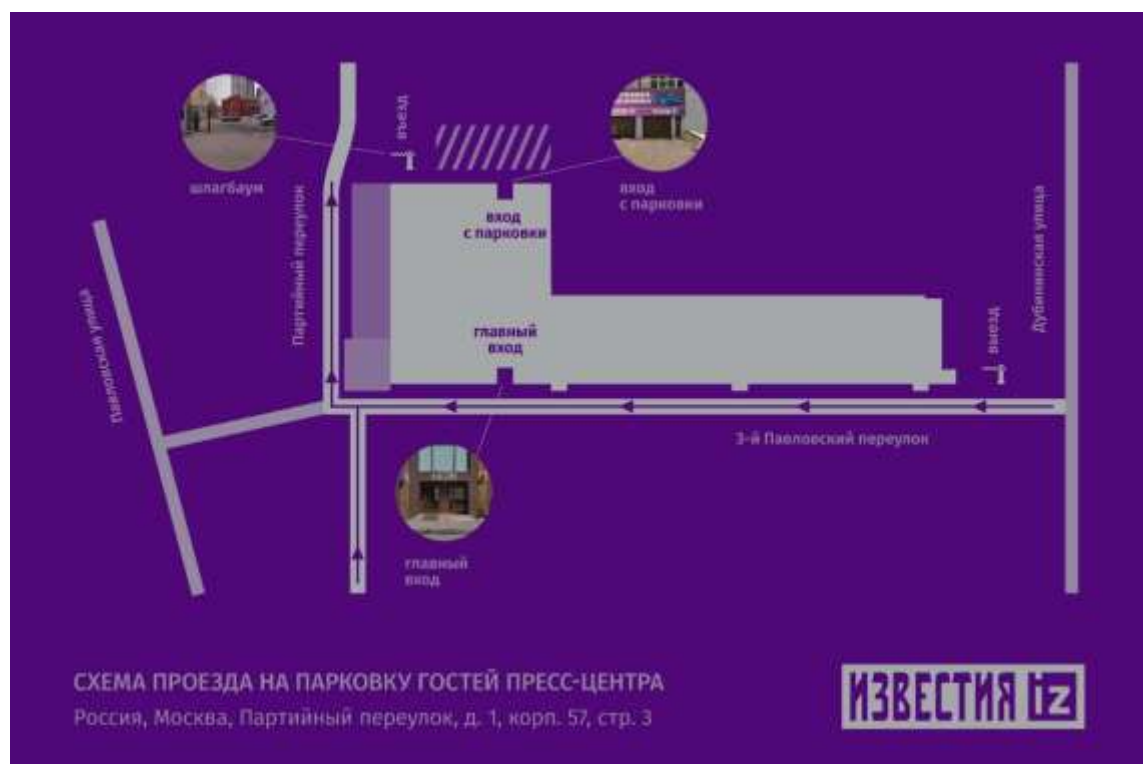 въезд
шлагбаум
вход
с парковки
Партийный переулок
вход
с парковки
Дубининская улица
Павловская улица
главный
вход
выезд
3-й Павловский переулок
главный
вход
СХЕМА ПРОЕЗДА НА ПАРКОВКУ ГОСТЕЙ ПРЕСС-ЦЕНТРА
Россия, Москва, Партийный переулок, д. 1, корп. 57, стр. 3
ИЗВЕСТИЯ iz